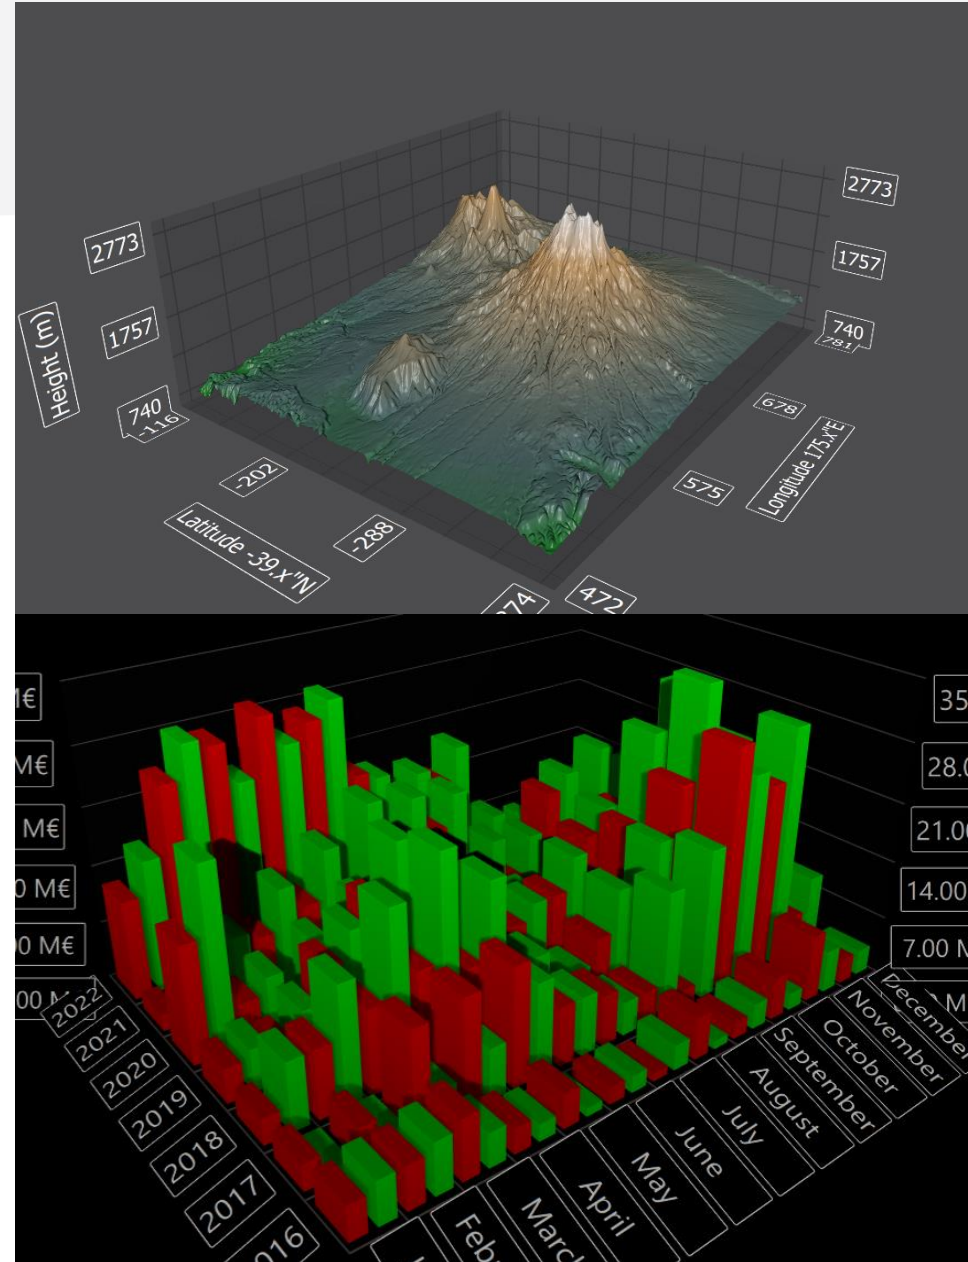 2773
1757
740
-116
Height (m)
-202
-288
Latitude -39.x"N
472
575
678
781
Longitude 175.x"E
740
1757
2773
M€
M€
35
28.0
21.00
14.00
7.00 M
2022
2021
2020
2019
2018
2017
March
April
May
June
July
August
September
October
November
December